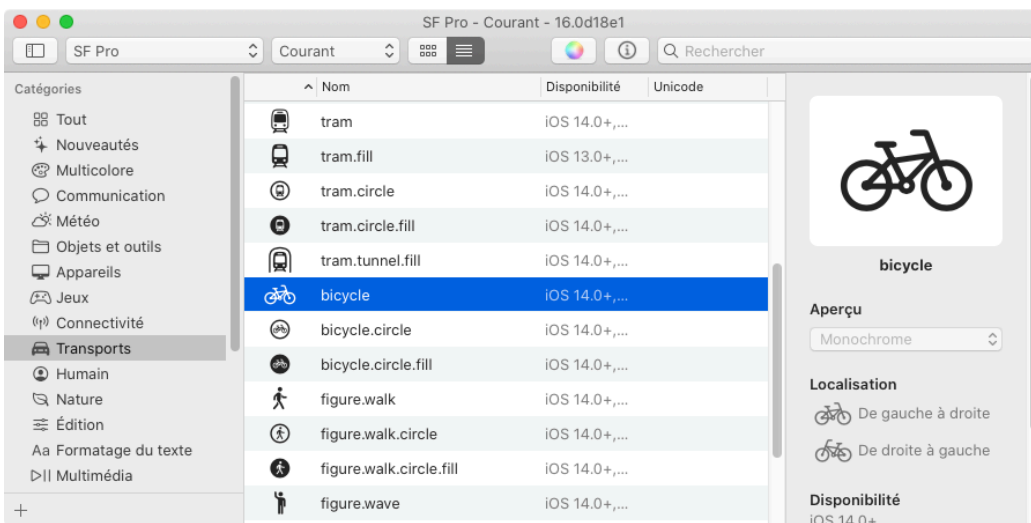 SF Pro - Courant - 16.0d18e1
SF Pro
Courant
Rechercher
Catégories
Tout
Nouveautés
Multicolore
Communication
Météo
Objets et outils
Appareils
Jeux
Connectivité
Transports
Humain
Nature
Édition
Aa Formatage du texte
Multimédia
Nom Disponibilité Unicode
tram iOS 14.0+,...
tram.fill iOS 13.0+,...
tram.circle iOS 14.0+,...
tram.circle.fill iOS 14.0+,...
tram.tunnel.fill iOS 14.0+,...
bicycle iOS 14.0+,...
bicycle.circle iOS 14.0+,...
bicycle.circle.fill iOS 14.0+,...
figure.walk iOS 14.0+,...
figure.walk.circle iOS 14.0+,...
figure.walk.circle.fill iOS 14.0+,...
figure.wave iOS 14.0+,...
bicycle
Aperçu
Monochrome
Localisation
De gauche à droite
De droite à gauche
Disponibilité
iOS 14.0+